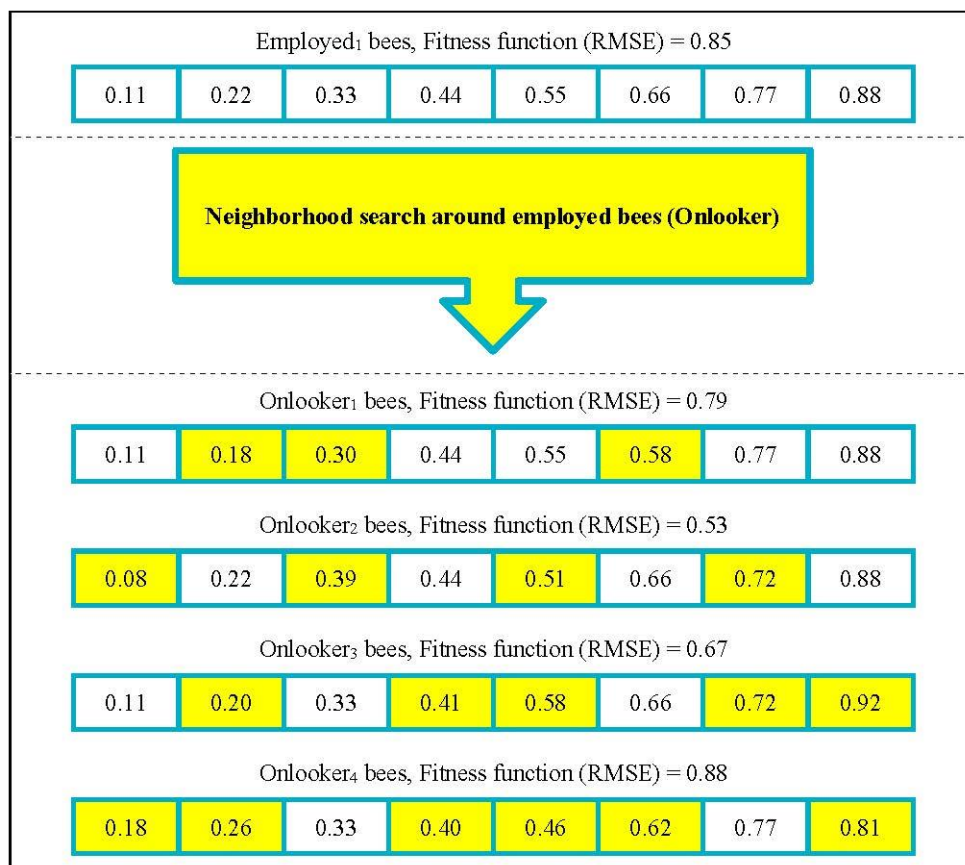 Employed₁ bees, Fitness function (RMSE) = 0.85
0.11 0.22 0.33 0.44 0.55 0.66 0.77 0.88
Neighborhood search around employed bees (Onlooker)
Onlooker₁ bees, Fitness function (RMSE) = 0.79
0.11 0.18 0.30 0.44 0.55 0.58 0.77 0.88
Onlooker₂ bees, Fitness function (RMSE) = 0.53
0.08 0.22 0.39 0.44 0.51 0.66 0.72 0.88
Onlooker₃ bees, Fitness function (RMSE) = 0.67
0.11 0.20 0.33 0.41 0.58 0.66 0.72 0.92
Onlooker₄ bees, Fitness function (RMSE) = 0.88
0.18 0.26 0.33 0.40 0.46 0.62 0.77 0.81